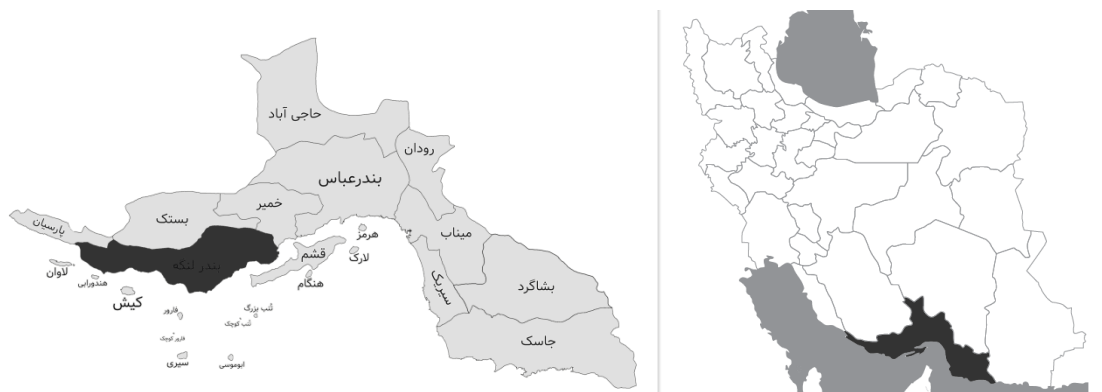 حاجی آباد
رودان
بندرعباس
خمیر
بستک
پارسیان
میناب
هرمز
قشم
لارک
بندر لنگه
لاوان
هندورابی
هنگام
بشاگرد
سیریک
کیش
تنب بزرگ
فارور
تنب کوچک
فارور کوچک
جاسک
سیری
ابوموسی